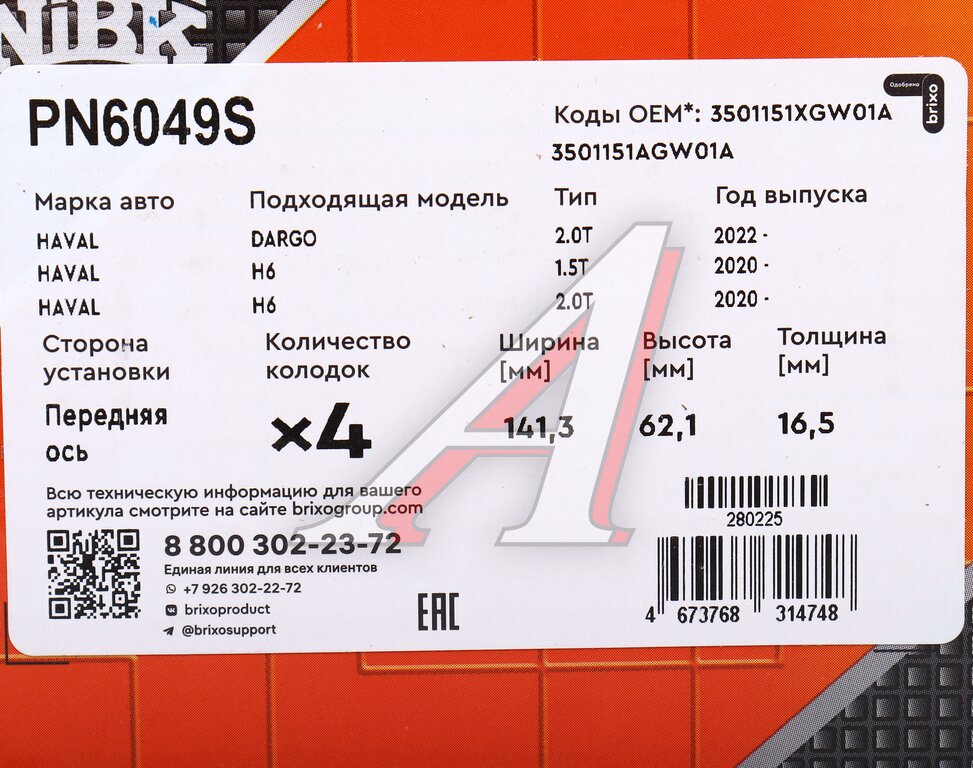 NiBK
PN6049S
Коды OEM*: 3501151XGW01A
3501151AGW01A
Одобрено
brixo
Марка авто Подходящая модель Тип Год выпуска
HAVAL DARGO 2.0T 2022 -
HAVAL H6 1.5T 2020 -
HAVAL H6 2.0T 2020 -
Сторона установки Количество колодок Ширина [мм] Высота [мм] Толщина [мм]
Передняя ось ×4 141,3 62,1 16,5
Всю техническую информацию для вашего
артикула смотрите на сайте brixogroup.com
8 800 302-23-72
Единая линия для всех клиентов
+7 926 302-22-72
brixoproduct
@brixosupport
EAC
280225
4 673768 314748
A